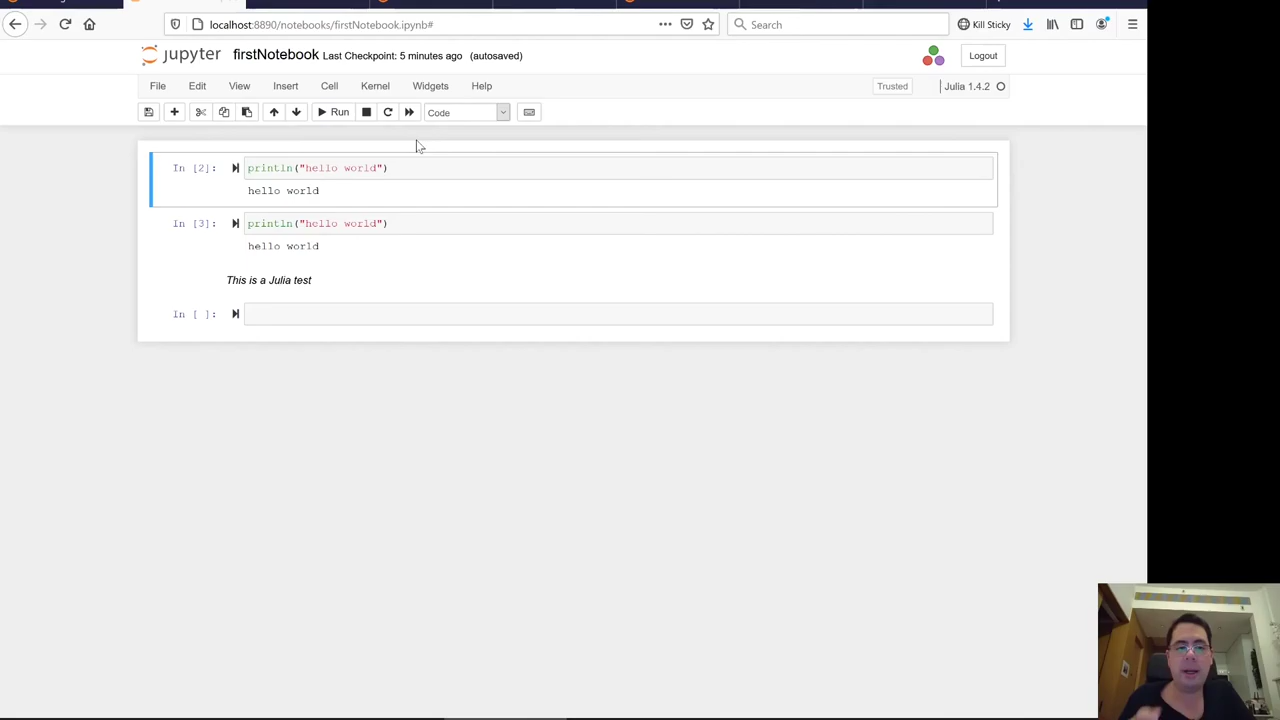 localhost:8890/notebooks/firstNotebook.ipynb#
Search
Kill Sticky
jupyter firstNotebook Last Checkpoint: 5 minutes ago (autosaved)
Logout
File Edit View Insert Cell Kernel Widgets Help
Trusted
Julia 1.4.2
Run
Code
In [2]: println("hello world")
hello world
In [3]: println("hello world")
hello world
This is a Julia test
In [ ]: